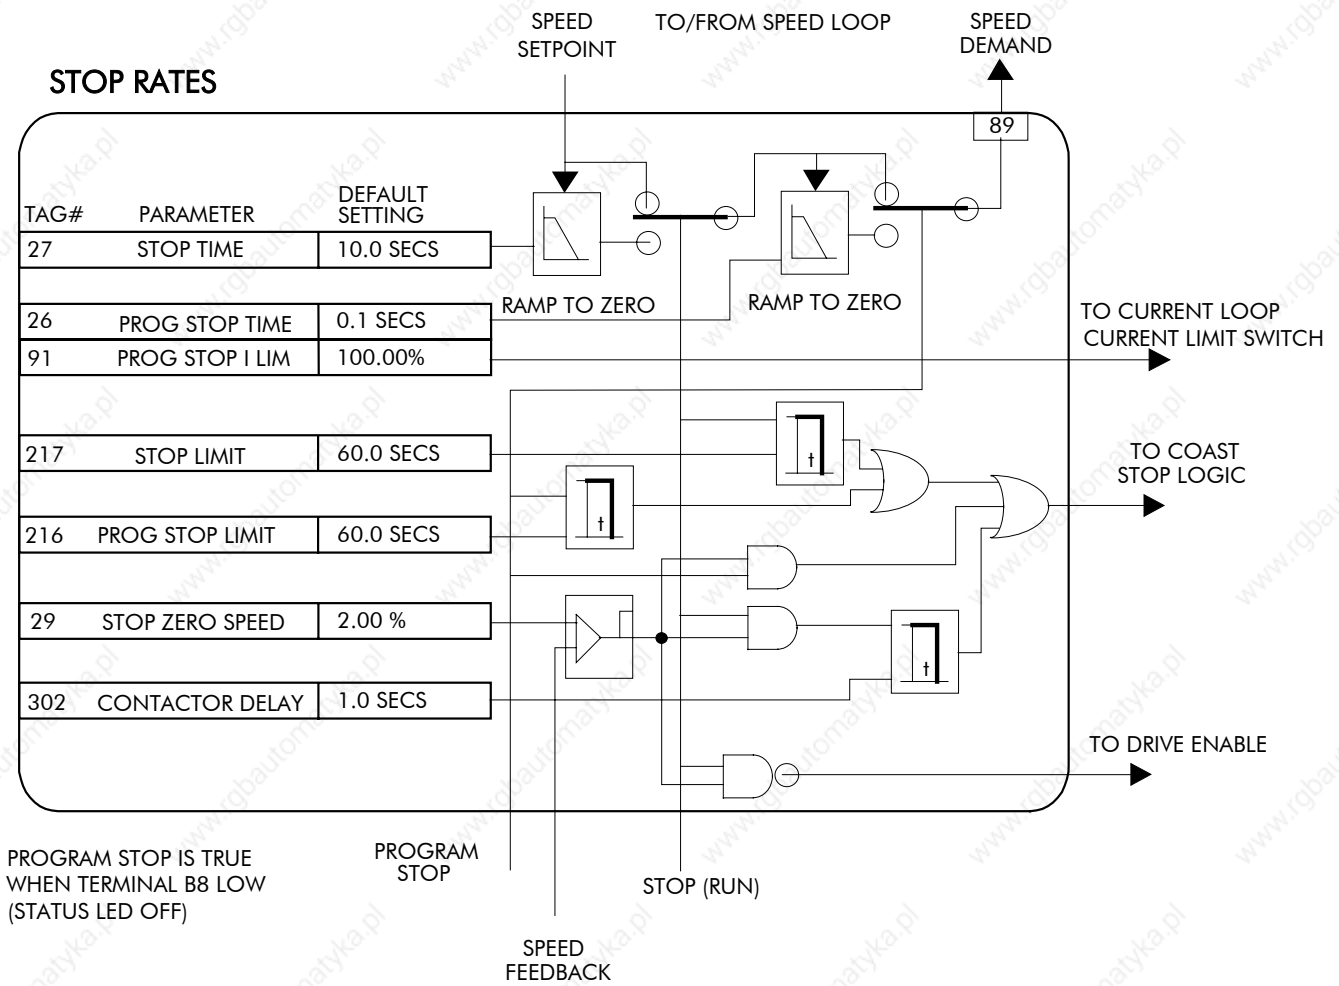 SPEED
SETPOINT
TO/FROM SPEED LOOP
SPEED
DEMAND
STOP RATES
89
TAG# PARAMETER DEFAULT
SETTING
27 STOP TIME 10.0 SECS
RAMP TO ZERO
RAMP TO ZERO
26 PROG STOP TIME 0.1 SECS
91 PROG STOP I LIM 100.00%
TO CURRENT LOOP
CURRENT LIMIT SWITCH
217 STOP LIMIT 60.0 SECS
t
TO COAST
STOP LOGIC
216 PROG STOP LIMIT 60.0 SECS
t
29 STOP ZERO SPEED 2.00 %
t
302 CONTACTOR DELAY 1.0 SECS
TO DRIVE ENABLE
PROGRAM STOP IS TRUE
WHEN TERMINAL B8 LOW
(STATUS LED OFF)
PROGRAM
STOP
STOP (RUN)
SPEED
FEEDBACK
www.rgbautomatyka.pl